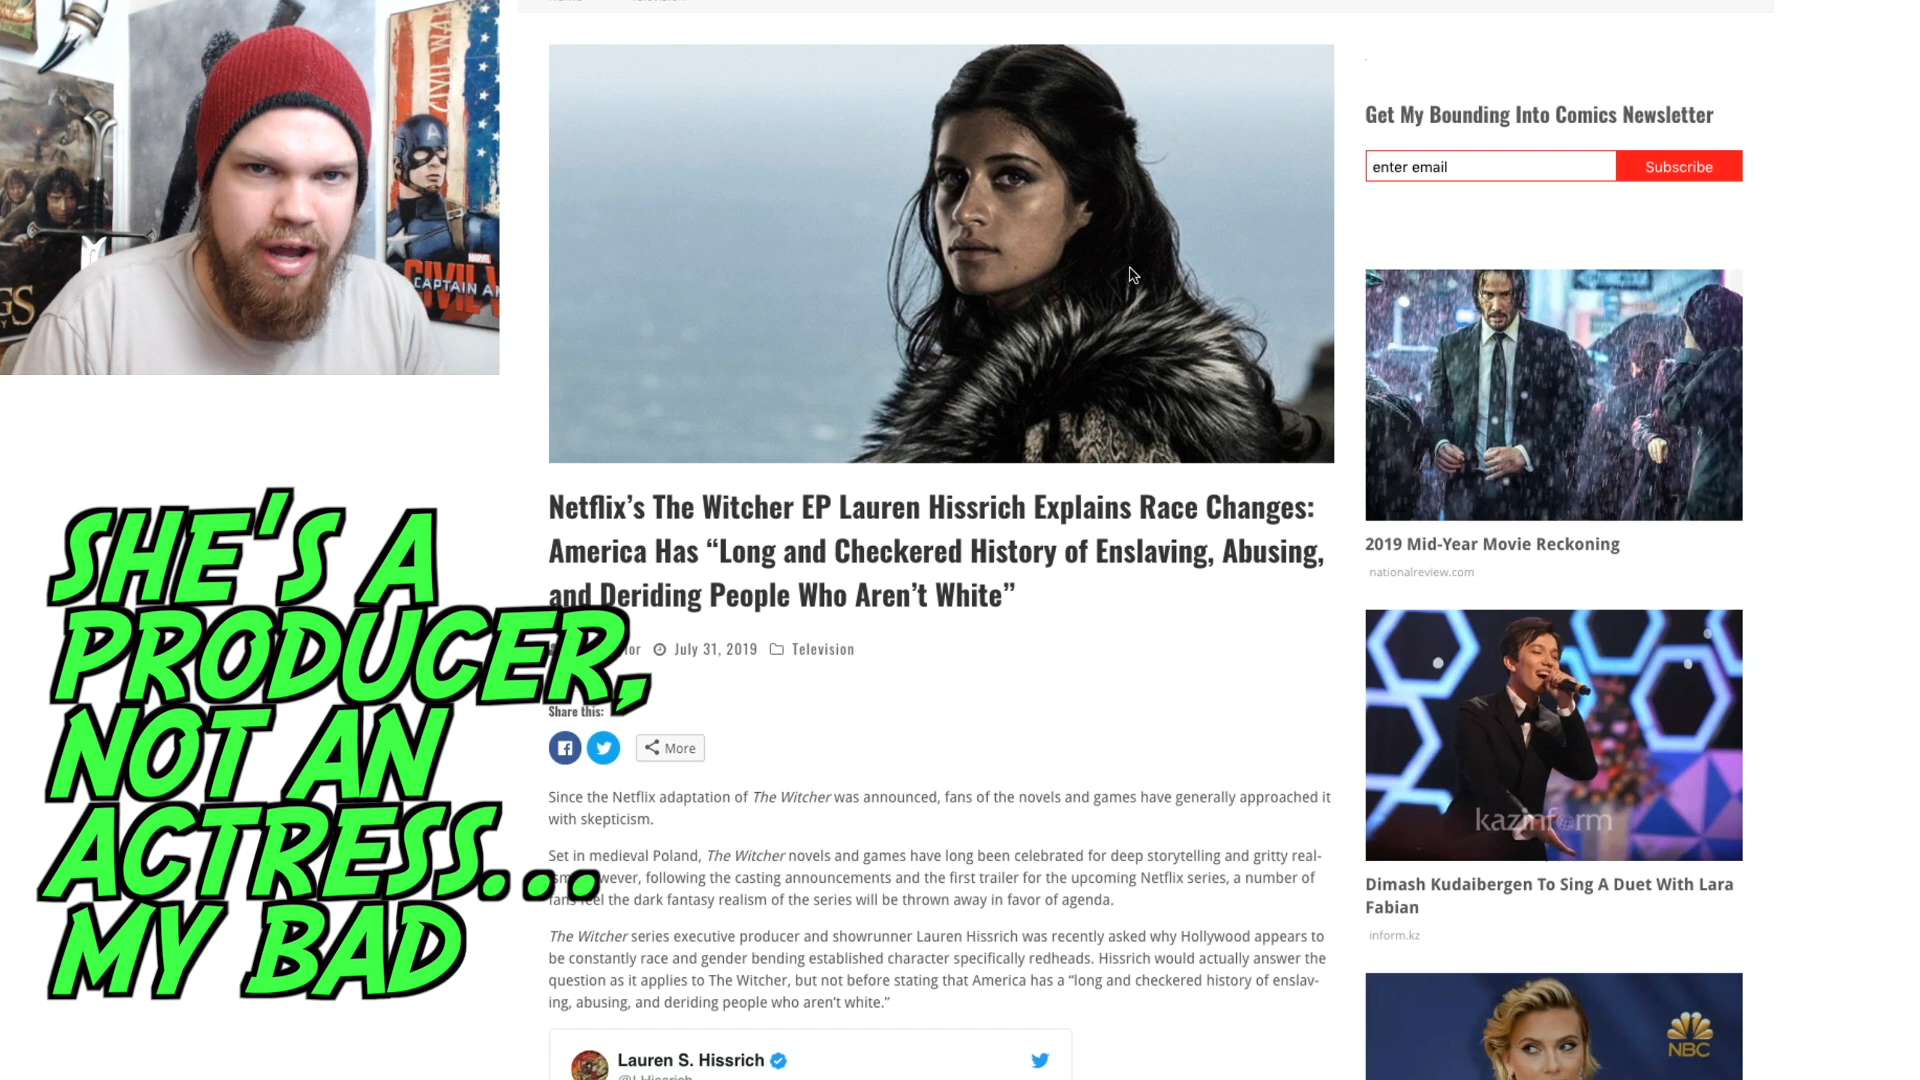 Get My Bounding Into Comics Newsletter
enter email
Subscribe
CIVIL WAR
MARVEL
CAPTAIN A
CIVIL
GS
Netflix’s The Witcher EP Lauren Hissrich Explains Race Changes:
America Has “Long and Checkered History of Enslaving, Abusing,
and Deriding People Who Aren’t White”
July 31, 2019
Television
Share this:
More
SHE'S A
PRODUCER,
NOT AN
ACTRESS...
MY BAD
Since the Netflix adaptation of The Witcher was announced, fans of the novels and games have generally approached it
with skepticism.
Set in medieval Poland, The Witcher novels and games have long been celebrated for deep storytelling and gritty real-
following the casting announcements and the first trailer for the upcoming Netflix series, a number of
the dark fantasy realism of the series will be thrown away in favor of agenda.
The Witcher series executive producer and showrunner Lauren Hissrich was recently asked why Hollywood appears to
be constantly race and gender bending established character specifically redheads. Hissrich would actually answer the
question as it applies to The Witcher, but not before stating that America has a “long and checkered history of enslav-
ing, abusing, and deriding people who aren’t white.”
Lauren S. Hissrich
2019 Mid-Year Movie Reckoning
nationalreview.com
kazinform
Dimash Kudaibergen To Sing A Duet With Lara
Fabian
inform.kz
NBC